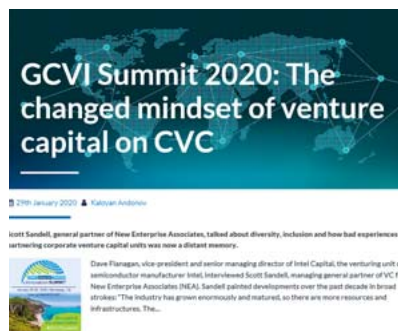 GCVI Summit 2020: The
changed mindset of venture
capital on CVC
29th January 2020 Kaloyan Andonov
Scott Sandell, general partner of New Enterprise Associates, talked about diversity, inclusion and how bad experiences
partnering corporate venture capital units was now a distant memory.
Dave Flanagan, vice-president and senior managing director of Intel Capital, the venturing unit
semiconductor manufacturer Intel, interviewed Scott Sandell, managing general partner of VC
New Enterprise Associates (NEA). Sandell painted developments over the past decade in broad
strokes: "The industry has grown enormously and matured, so there are more resources and
infrastructures. The...